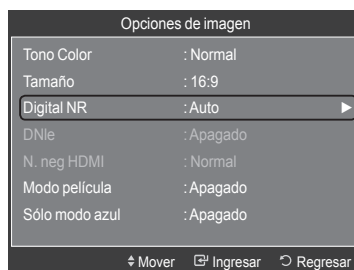 Opciones de imagen
Tono Color : Normal
Tamaño : 16:9
Digital NR : Auto ►
DNIe : Apagado
N. neg HDMI : Normal
Modo película : Apagado
Sólo modo azul : Apagado
Mover Ingresar Regresar